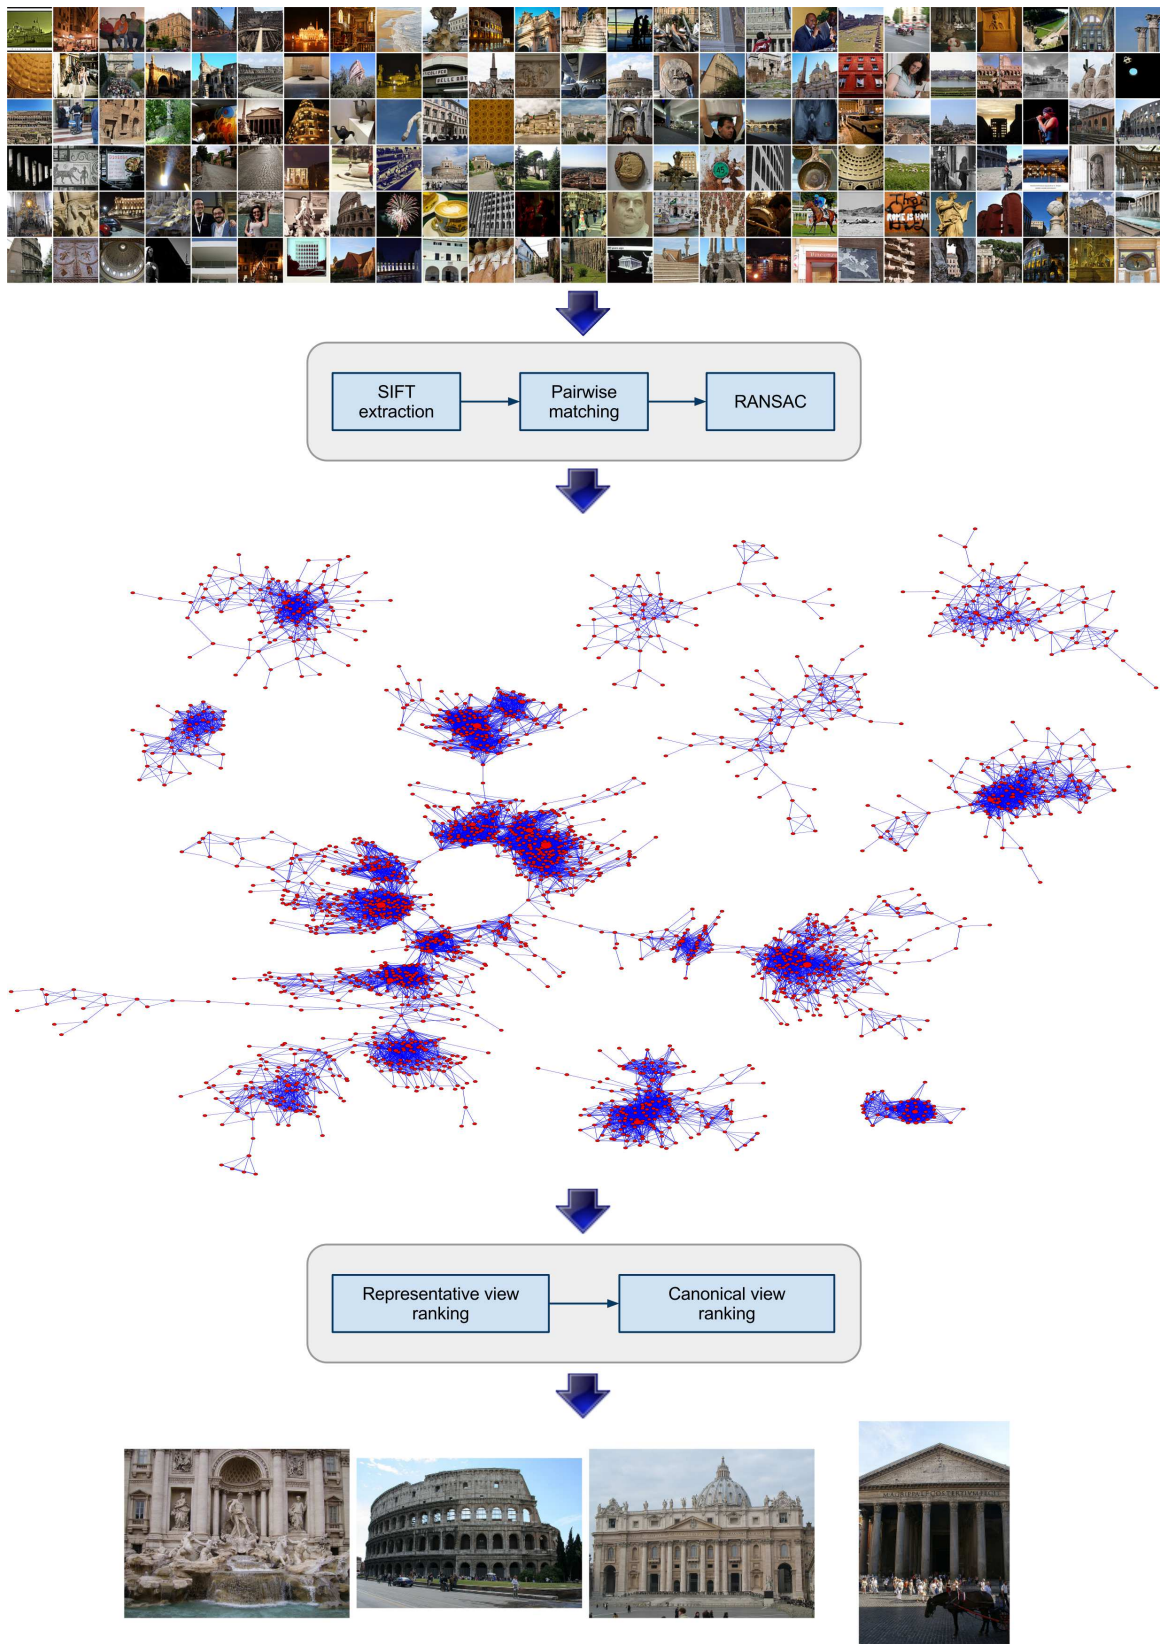 SIFT
extraction
Pairwise
matching
RANSAC
Representative view
ranking
Canonical view
ranking